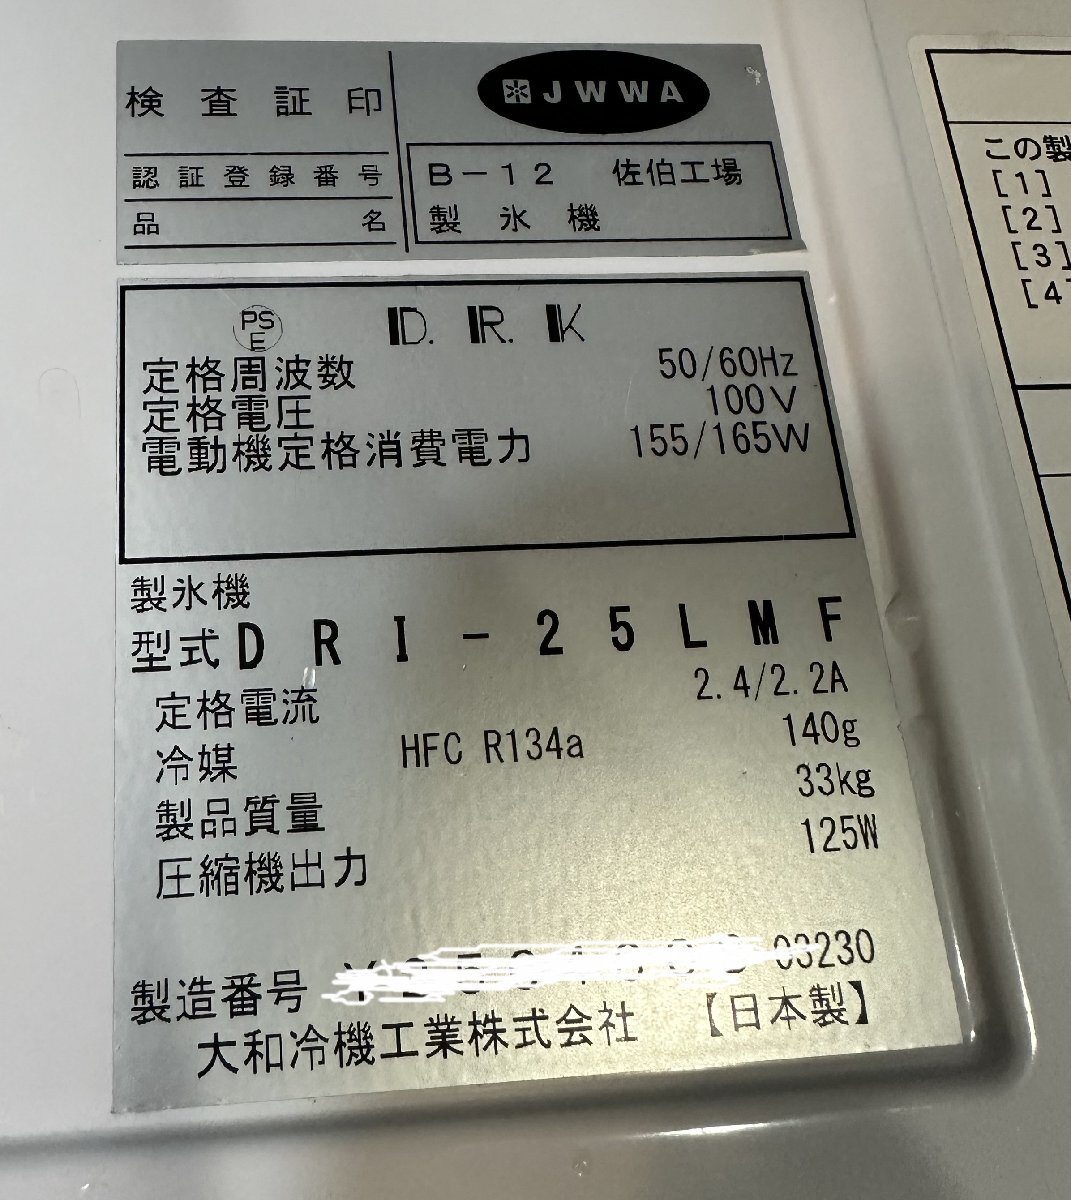 検査証印
JWWA
認証登録番号
B-12 佐伯工場
品名
製氷機
PS
E
D.R.K
定格周波数 50/60Hz
定格電圧 100V
電動機定格消費電力 155/165W
製氷機
型式 DRI-25LMF
定格電流 2.4/2.2A
冷媒 HFC R134a 140g
製品質量 33kg
圧縮機出力 125W
製造番号 03230
大和冷機工業株式会社 【日本製】
この製
[1]
[2]
[3]
[4]